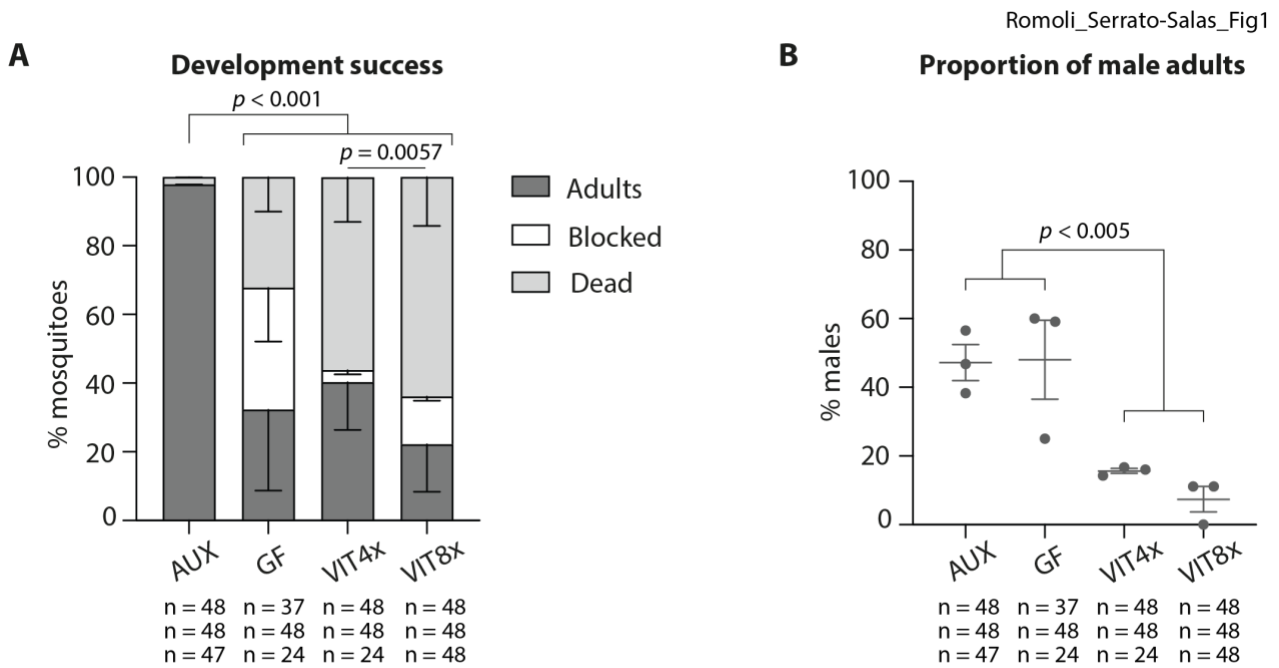 Romoli_Serrato-Salas_Fig1
A
Development success
p < 0.001
p = 0.0057
100
80
60
40
20
0
% mosquitoes
Adults
Blocked
Dead
AUX GF VIT4x VIT8x
n = 48 n = 37 n = 48 n = 48
n = 48 n = 48 n = 48 n = 48
n = 47 n = 24 n = 24 n = 48
B
Proportion of male adults
p < 0.005
100
80
60
40
20
0
% males
AUX GF VIT4x VIT8x
n = 48 n = 37 n = 48 n = 48
n = 48 n = 48 n = 48 n = 48
n = 47 n = 24 n = 24 n = 48